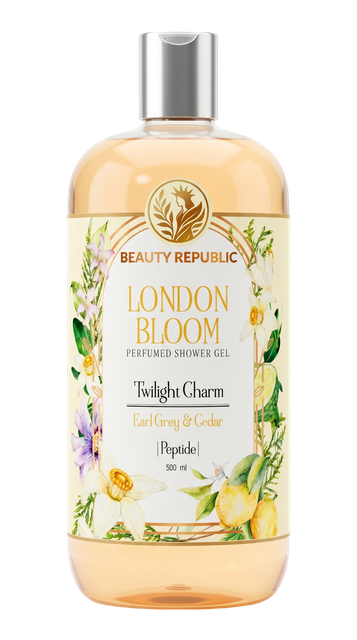 BEAUTY REPUBLIC
LONDON
BLOOM
PERFUMED SHOWER GEL
Twilight Charm
Earl Grey & Cedar
|Peptide|
500 ml